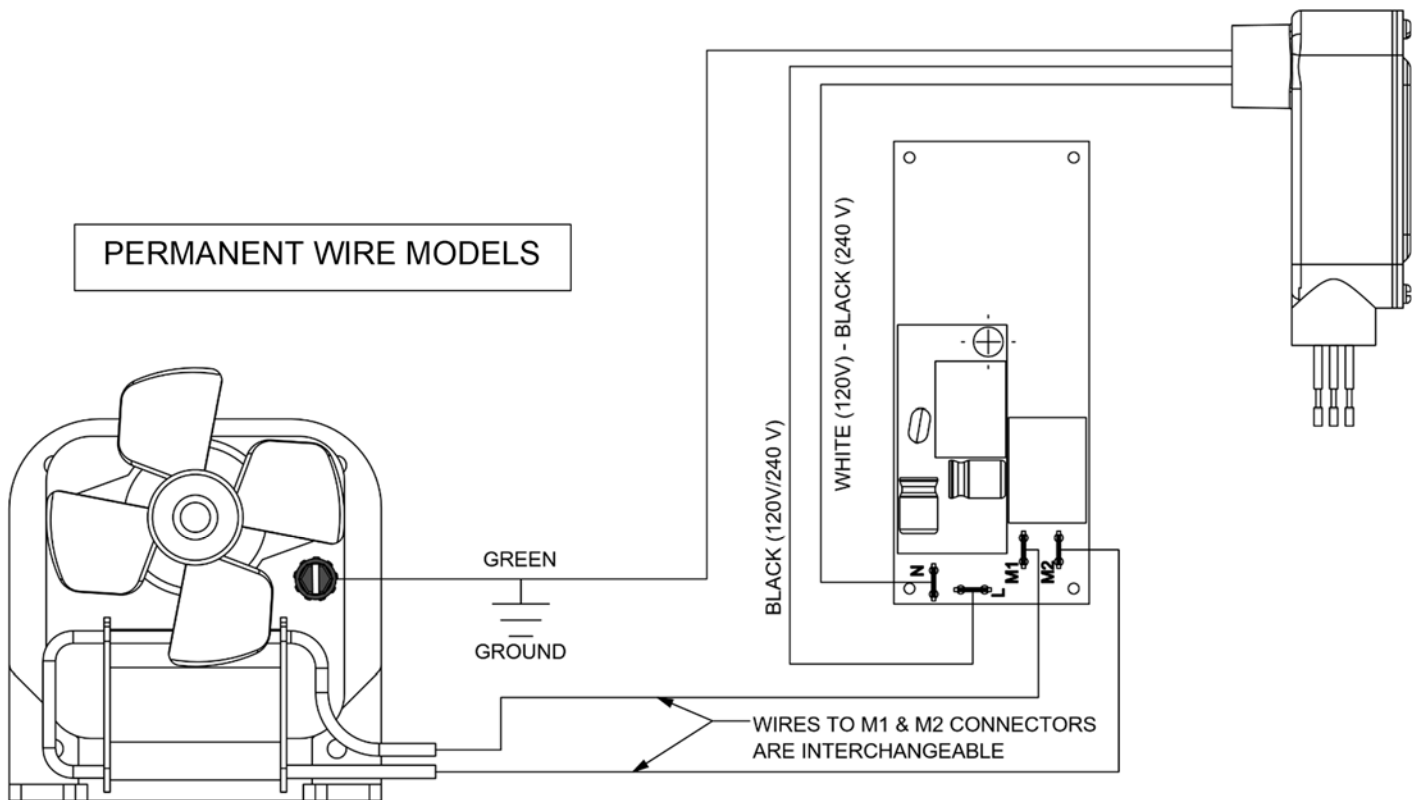 PERMANENT WIRE MODELS
WHITE (120V) - BLACK (240 V)
BLACK (120V/240 V)
GREEN
GROUND
N
L
M1
M2
WIRES TO M1 & M2 CONNECTORS
ARE INTERCHANGEABLE